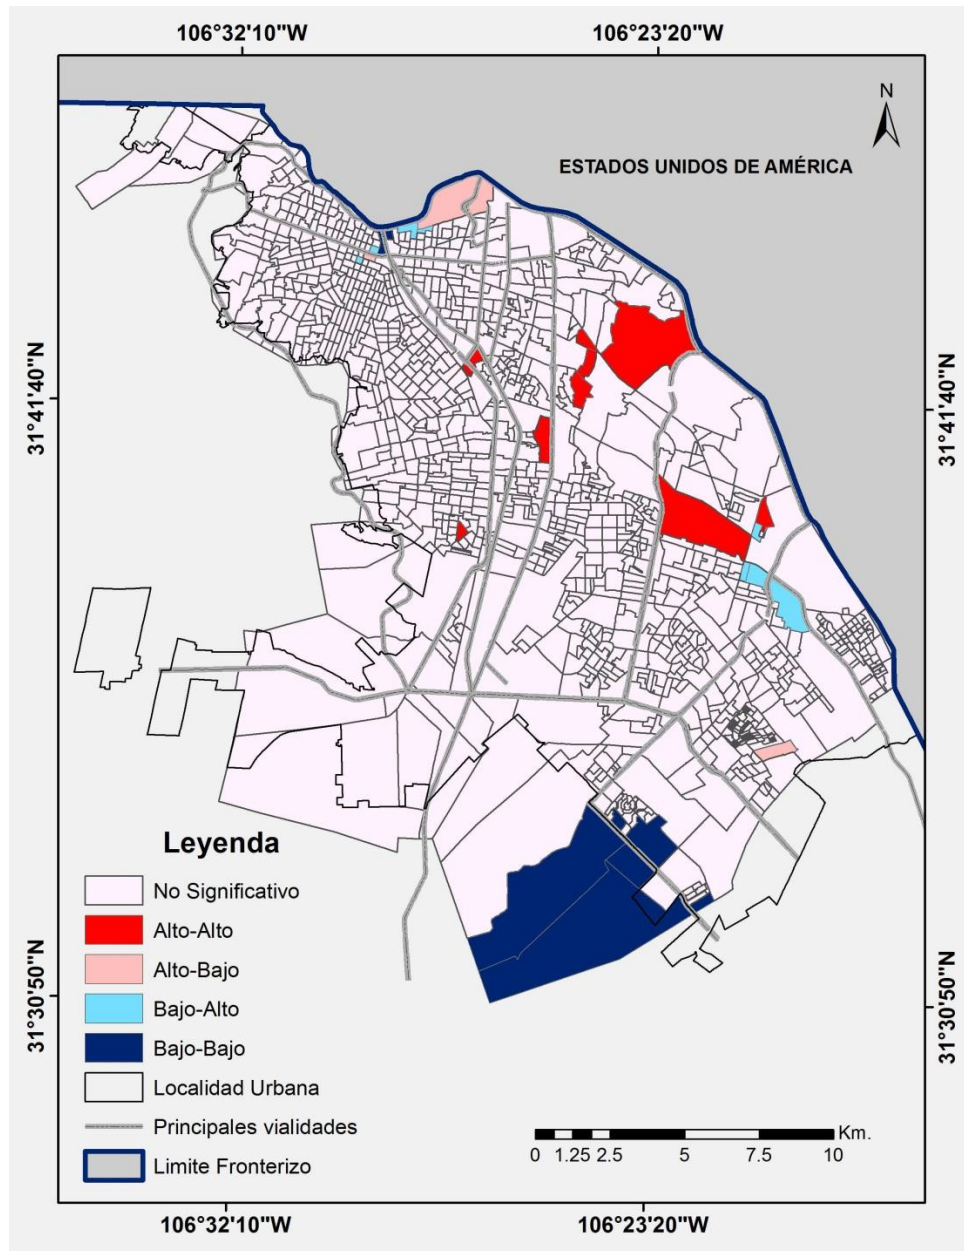 106°32'10"W 106°23'20"W
N
ESTADOS UNIDOS DE AMÉRICA
31°41'40"N 31°41'40"N
Leyenda
No Significativo
Alto-Alto
Alto-Bajo
Bajo-Alto
Bajo-Bajo
Localidad Urbana
Principales vialidades
Limite Fronterizo
31°30'50"N 31°30'50"N
Km.
0 1.25 2.5 5 7.5 10
106°32'10"W 106°23'20"W